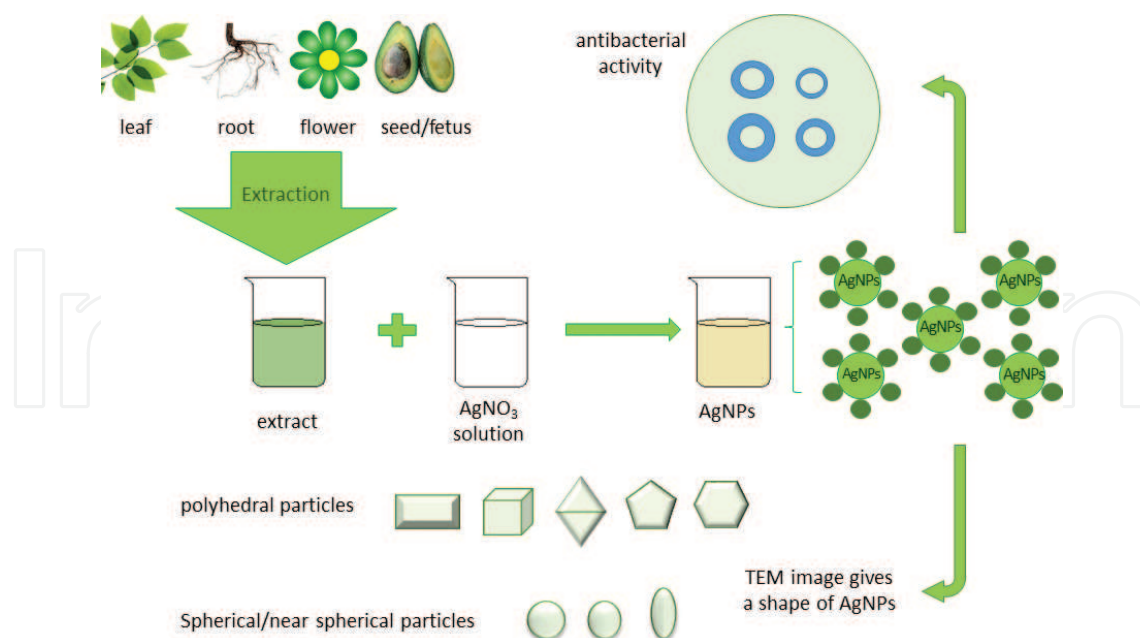 antibacterial
activity
leaf
root
flower
seed/fetus
Extraction
AgNPs
AgNPs
AgNPs
AgNPs
AgNPs
extract
AgNO₃
solution
AgNPs
polyhedral particles
TEM image gives
a shape of AgNPs
Spherical/near spherical particles